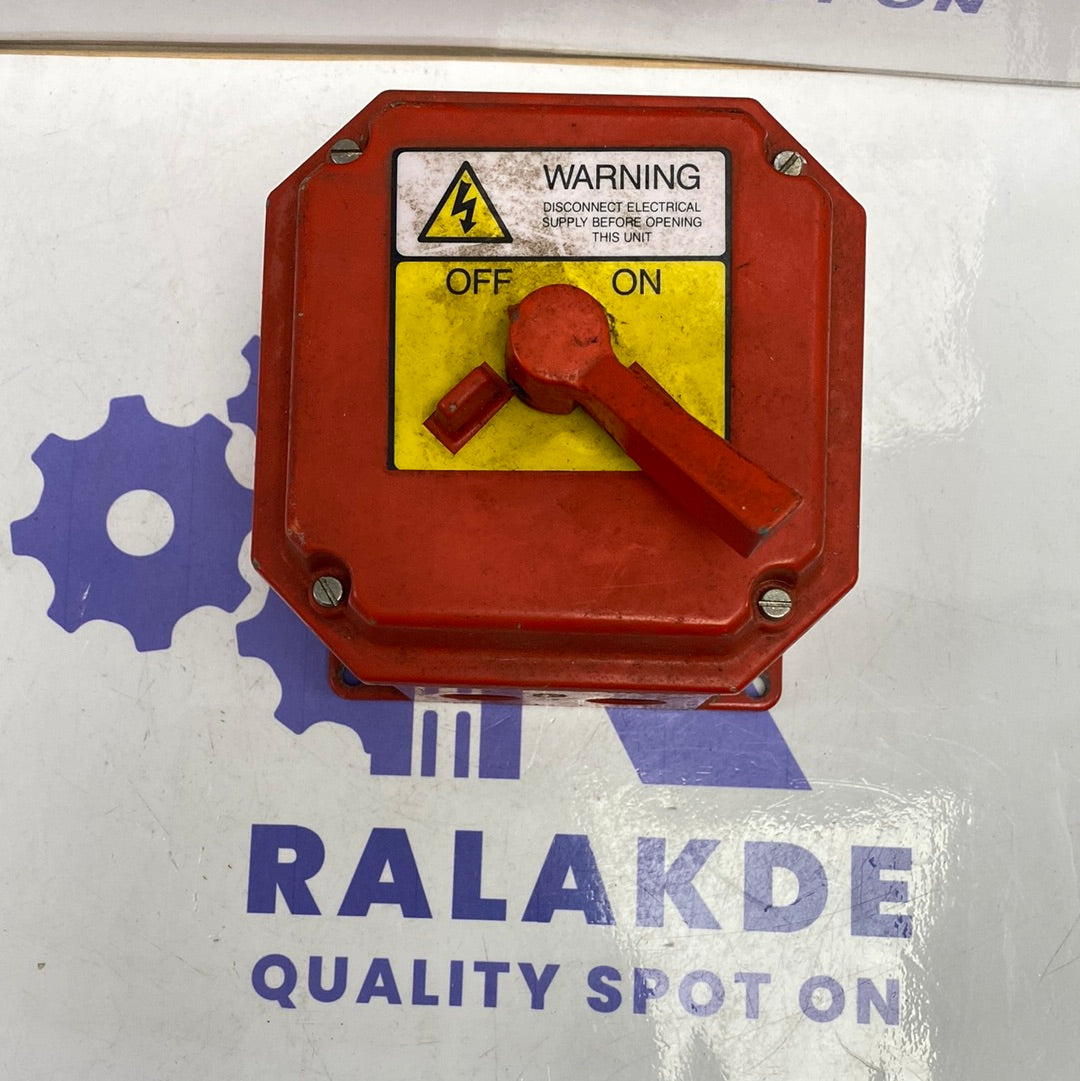 WARNING
DISCONNECT ELECTRICAL
SUPPLY BEFORE OPENING
THIS UNIT
OFF ON
RALAKDE
QUALITY SPOT ON